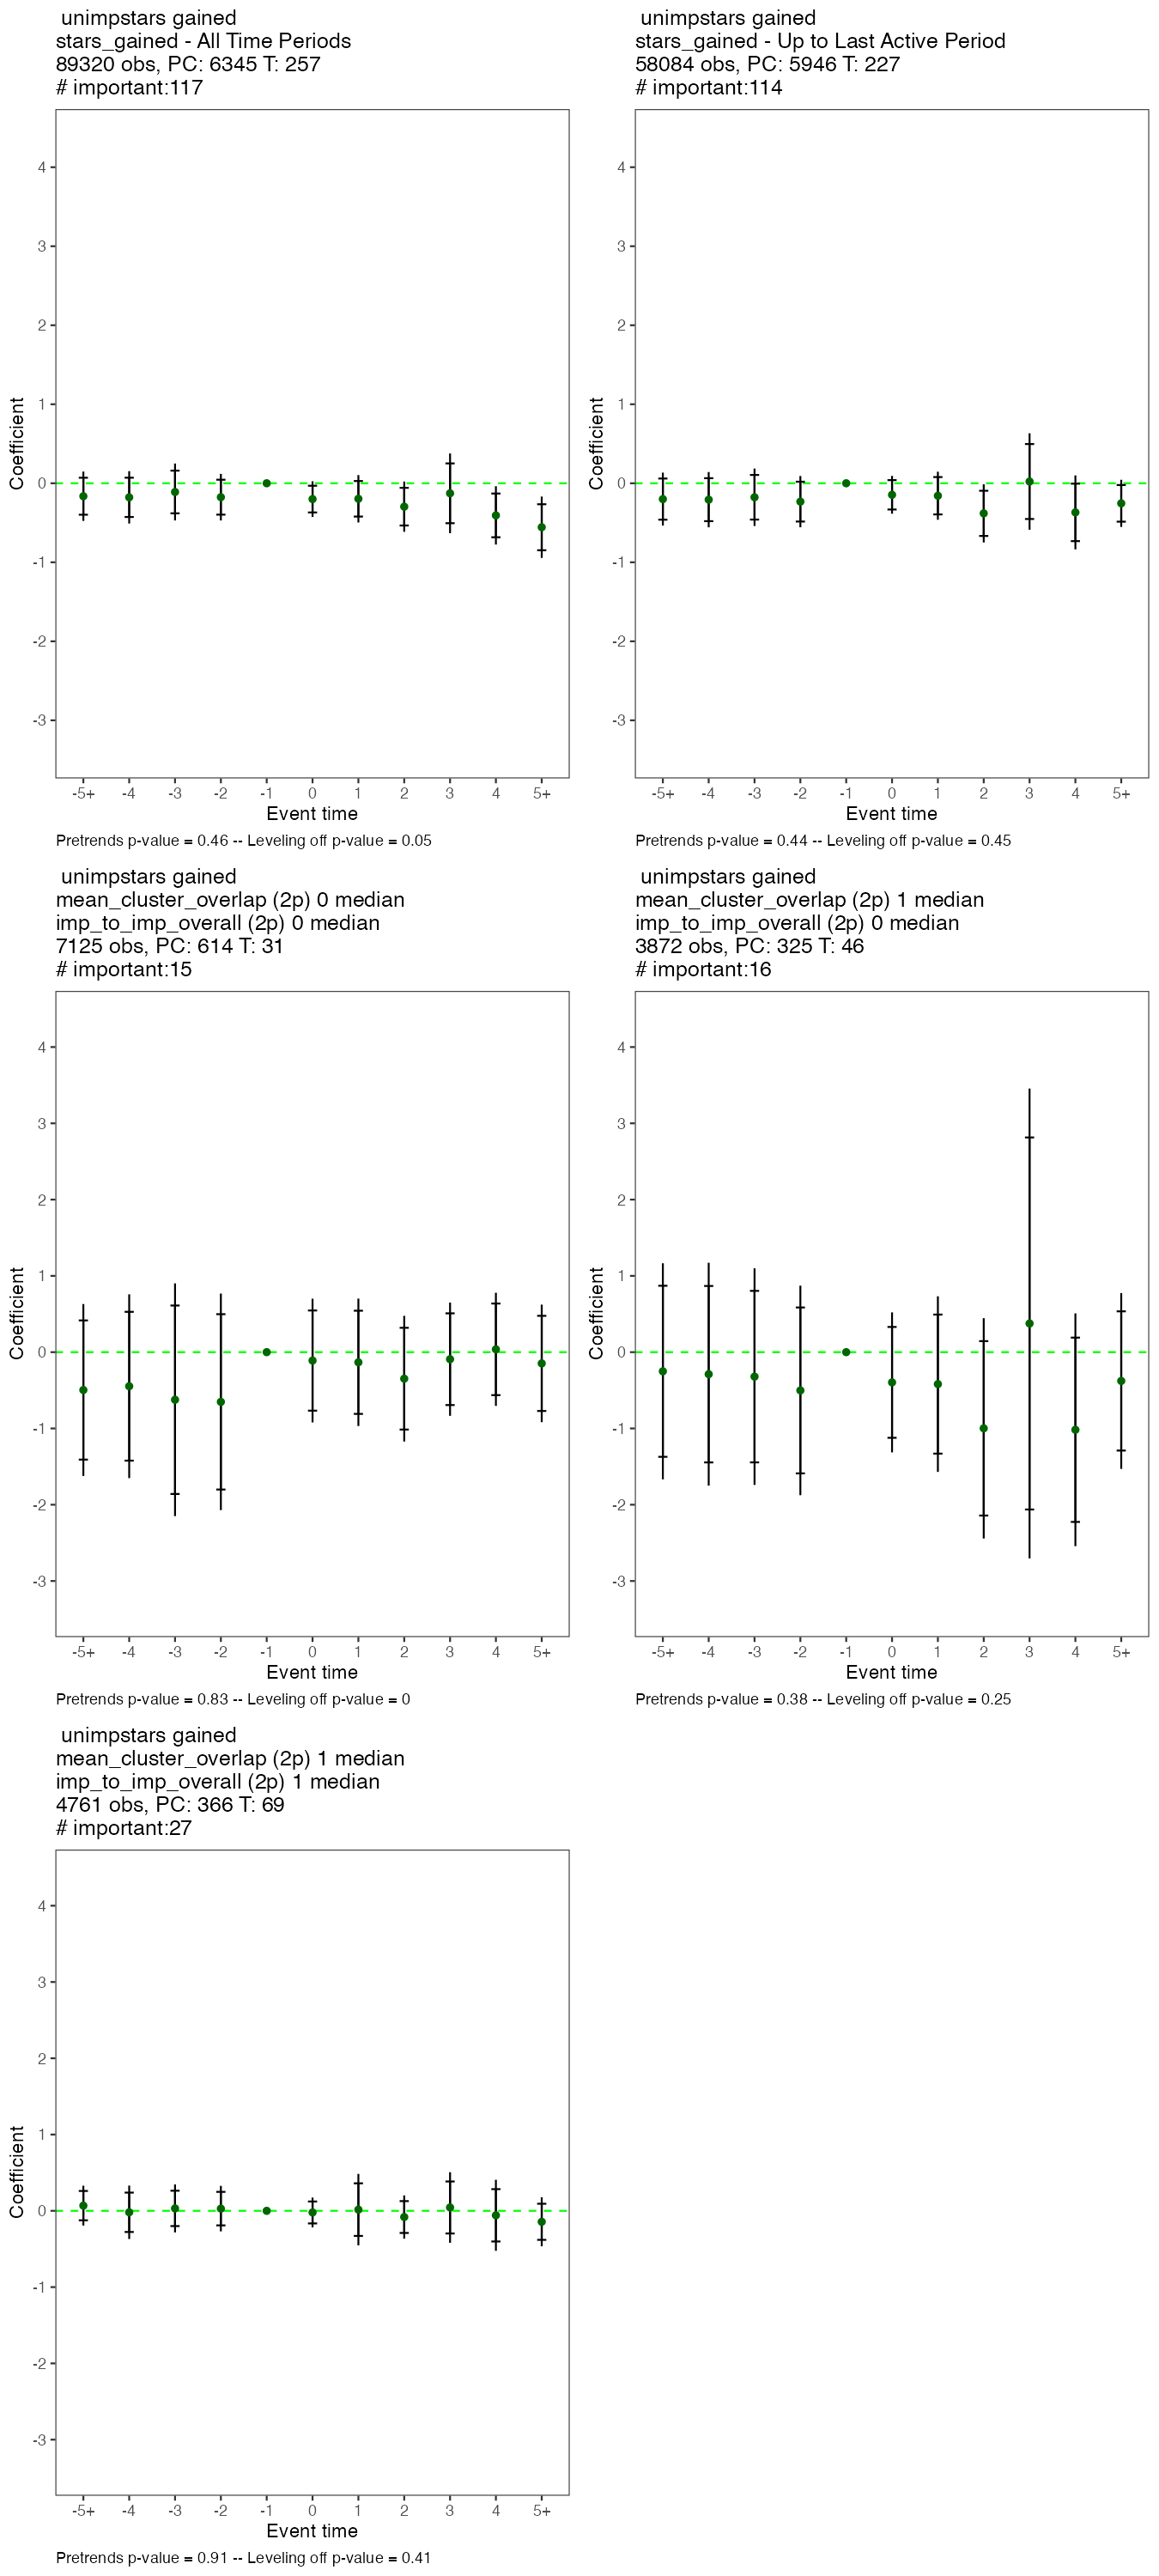 unimpstars gained
stars_gained - All Time Periods
89320 obs, PC: 6345 T: 257
# important:117
4
3
2
1
0
-1
-2
-3
Coefficient
-5+ -4 -3 -2 -1 0 1 2 3 4 5+
Event time
Pretrends p-value = 0.46 -- Leveling off p-value = 0.05
unimpstars gained
stars_gained - Up to Last Active Period
58084 obs, PC: 5946 T: 227
# important:114
4
3
2
1
0
-1
-2
-3
Coefficient
-5+ -4 -3 -2 -1 0 1 2 3 4 5+
Event time
Pretrends p-value = 0.44 -- Leveling off p-value = 0.45
unimpstars gained
mean_cluster_overlap (2p) 0 median
imp_to_imp_overall (2p) 0 median
7125 obs, PC: 614 T: 31
# important:15
4
3
2
1
0
-1
-2
-3
Coefficient
-5+ -4 -3 -2 -1 0 1 2 3 4 5+
Event time
Pretrends p-value = 0.83 -- Leveling off p-value = 0
unimpstars gained
mean_cluster_overlap (2p) 1 median
imp_to_imp_overall (2p) 0 median
3872 obs, PC: 325 T: 46
# important:16
4
3
2
1
0
-1
-2
-3
Coefficient
-5+ -4 -3 -2 -1 0 1 2 3 4 5+
Event time
Pretrends p-value = 0.38 -- Leveling off p-value = 0.25
unimpstars gained
mean_cluster_overlap (2p) 1 median
imp_to_imp_overall (2p) 1 median
4761 obs, PC: 366 T: 69
# important:27
4
3
2
1
0
-1
-2
-3
Coefficient
-5+ -4 -3 -2 -1 0 1 2 3 4 5+
Event time
Pretrends p-value = 0.91 -- Leveling off p-value = 0.41